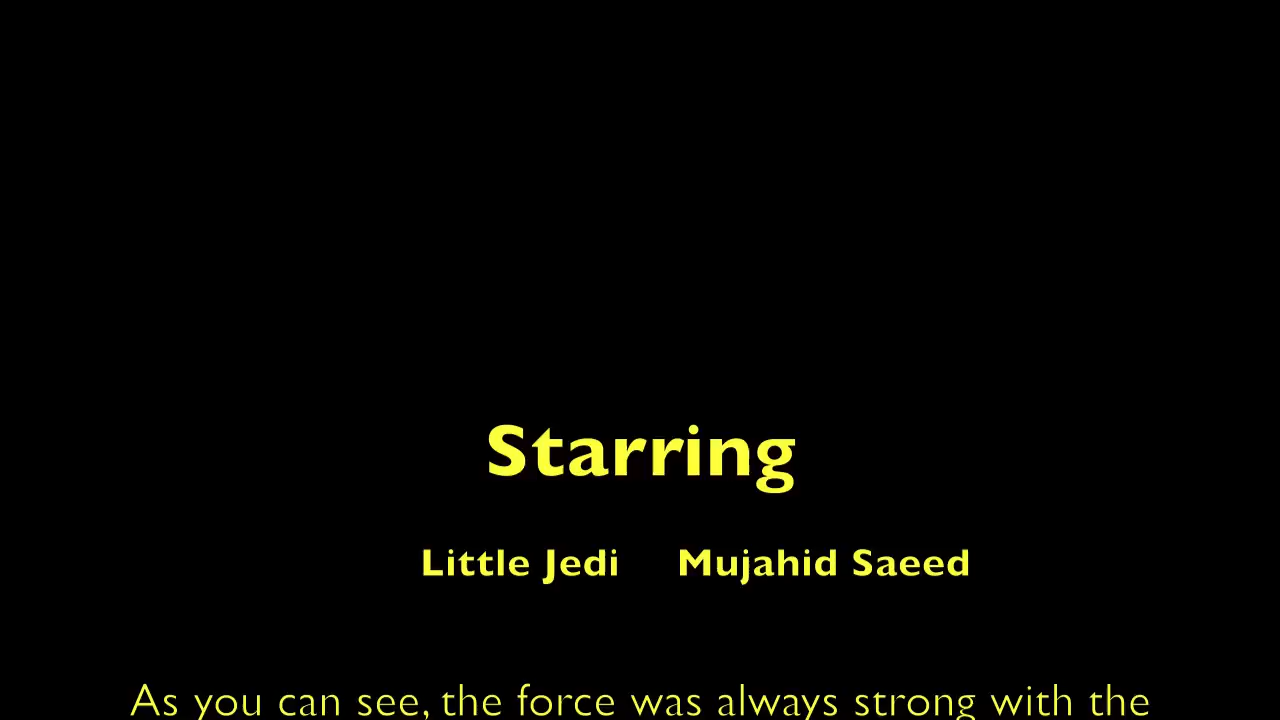 Starring
Little Jedi Mujahid Saeed
As you can see, the force was always strong with the